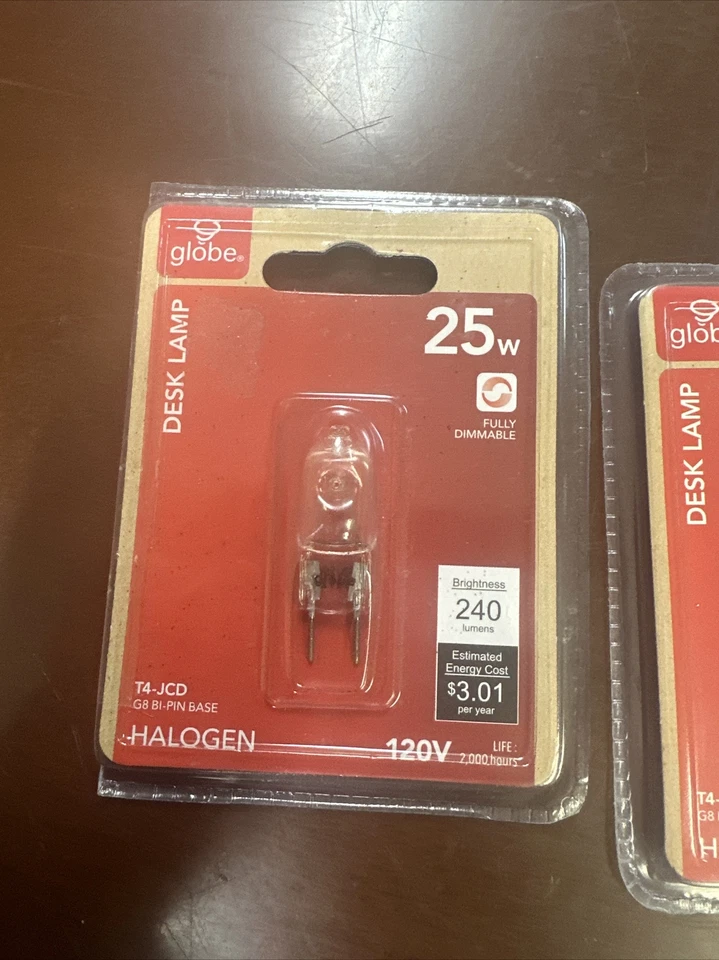 globe®
DESK LAMP
25w
FULLY
DIMMABLE
Brightness
240
lumens
Estimated
Energy Cost
$3.01
per year
T4-JCD
G8 BI-PIN BASE
HALOGEN
120V
LIFE:
2,000 hours
glob
DESK LAMP
T4-
G8
H